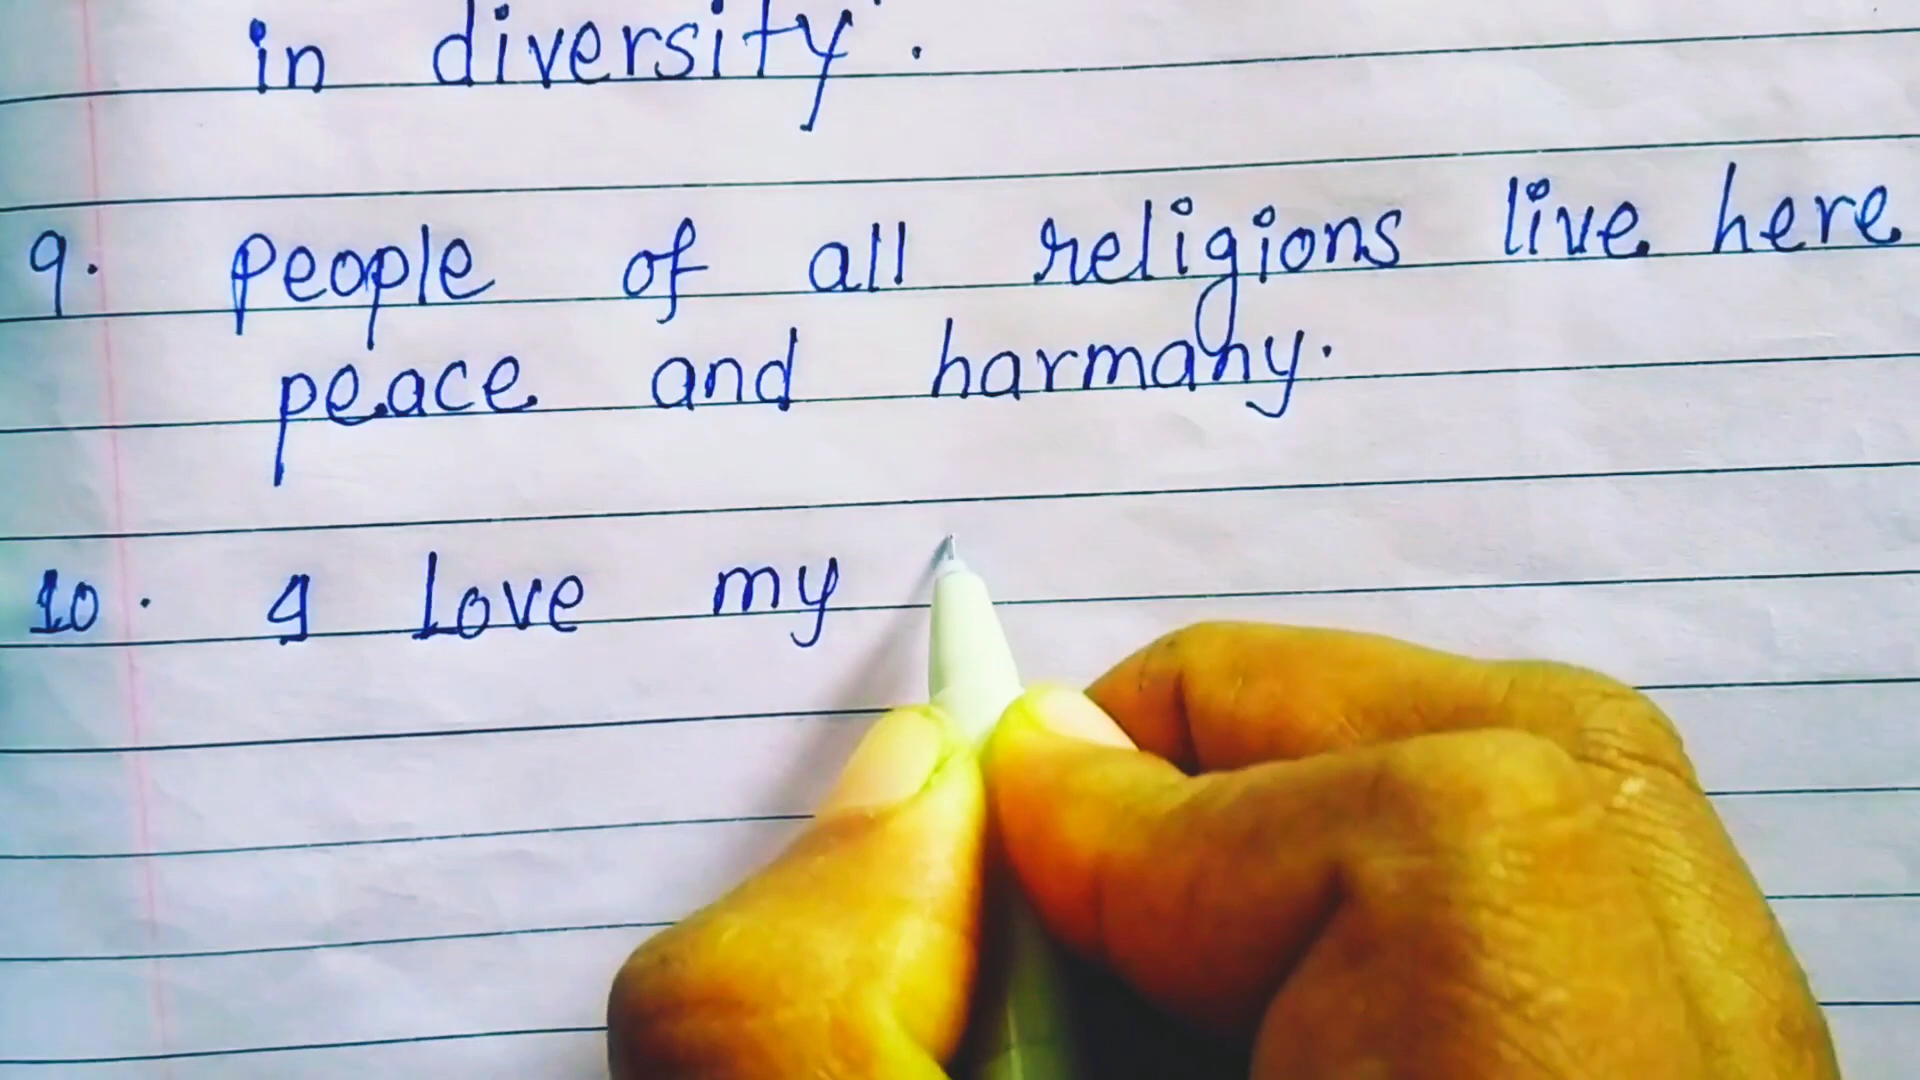 in diversity".
9. People of all religions live here
peace and harmany.
10. I Love my